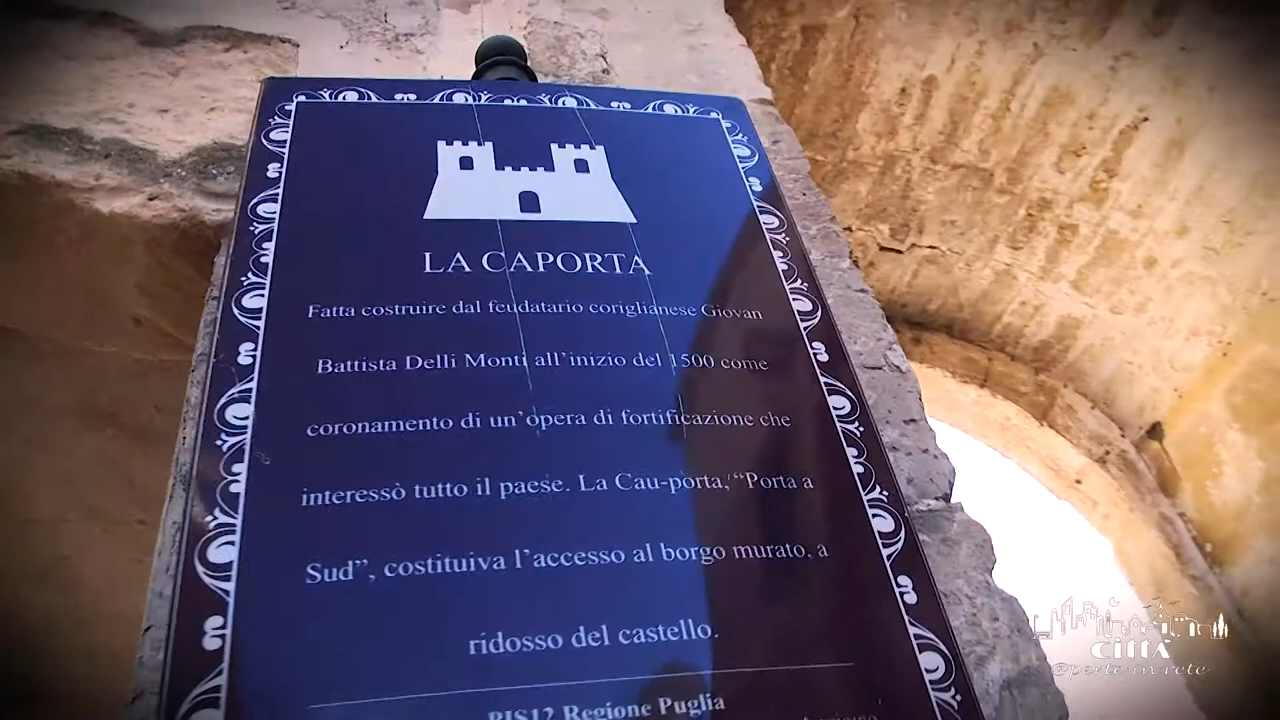 LA CAPORTA
Fatta costruire dal feudatario coriglianese Giovan
Battista Delli Monti all'inizio del 1500 come
coronamento di un'opera di fortificazione che
interessò tutto il paese. La Cau-porta, “Porta a
Sud”, costituiva l'accesso al borgo murato, a
ridosso del castello.
PIS12 Regione Puglia
CITTÀ
@perte in rete